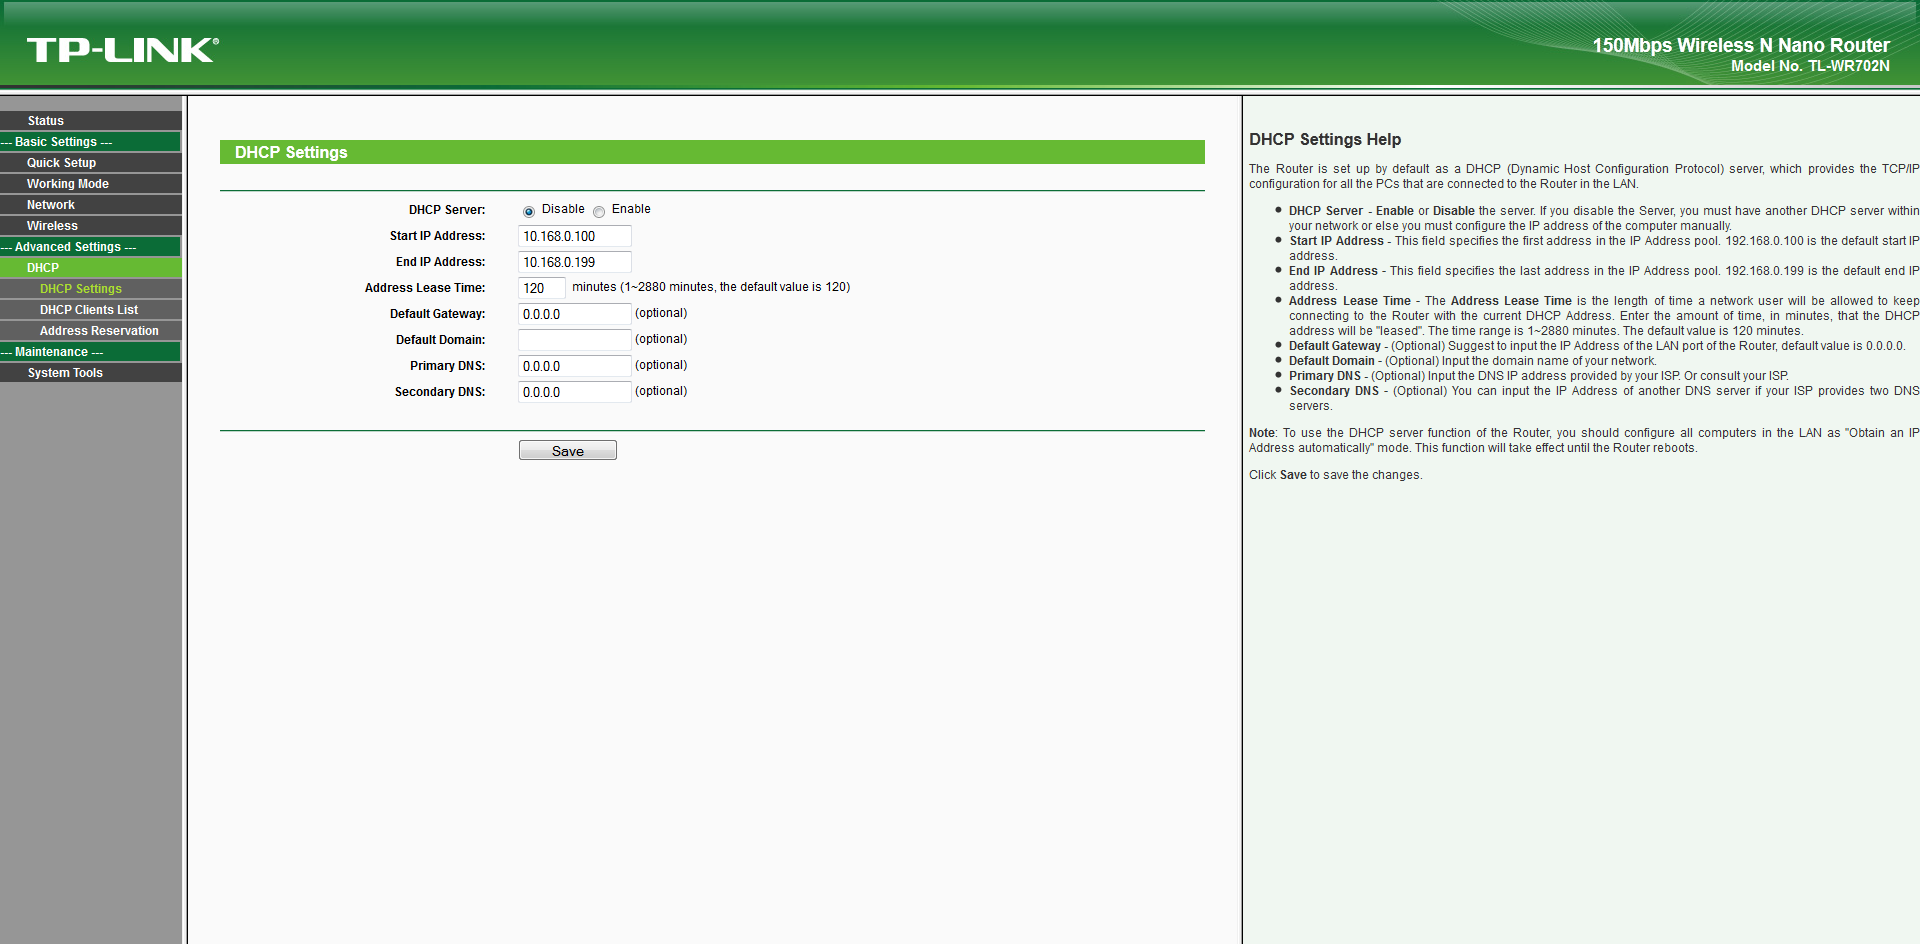 TP-LINK®
150Mbps Wireless N Nano Router
Model No. TL-WR702N
Status
--- Basic Settings ---
Quick Setup
Working Mode
Network
Wireless
--- Advanced Settings ---
DHCP
DHCP Settings
DHCP Clients List
Address Reservation
--- Maintenance ---
System Tools
DHCP Settings
DHCP Server: Disable Enable
Start IP Address: 10.168.0.100
End IP Address: 10.168.0.199
Address Lease Time: 120 minutes (1~2880 minutes, the default value is 120)
Default Gateway: 0.0.0.0 (optional)
Default Domain: (optional)
Primary DNS: 0.0.0.0 (optional)
Secondary DNS: 0.0.0.0 (optional)
Save
DHCP Settings Help
The Router is set up by default as a DHCP (Dynamic Host Configuration Protocol) server, which provides the TCP/IP
configuration for all the PCs that are connected to the Router in the LAN.
• DHCP Server - Enable or Disable the server. If you disable the Server, you must have another DHCP server within
your network or else you must configure the IP address of the computer manually.
• Start IP Address - This field specifies the first address in the IP Address pool. 192.168.0.100 is the default start IP
address.
• End IP Address - This field specifies the last address in the IP Address pool. 192.168.0.199 is the default end IP
address.
• Address Lease Time - The Address Lease Time is the length of time a network user will be allowed to keep
connecting to the Router with the current DHCP Address. Enter the amount of time, in minutes, that the DHCP
address will be "leased". The time range is 1~2880 minutes. The default value is 120 minutes.
• Default Gateway - (Optional) Suggest to input the IP Address of the LAN port of the Router, default value is 0.0.0.0.
• Default Domain - (Optional) Input the domain name of your network.
• Primary DNS - (Optional) Input the DNS IP address provided by your ISP. Or consult your ISP.
• Secondary DNS - (Optional) You can input the IP Address of another DNS server if your ISP provides two DNS
servers.
Note: To use the DHCP server function of the Router, you should configure all computers in the LAN as "Obtain an IP
Address automatically" mode. This function will take effect until the Router reboots.
Click Save to save the changes.